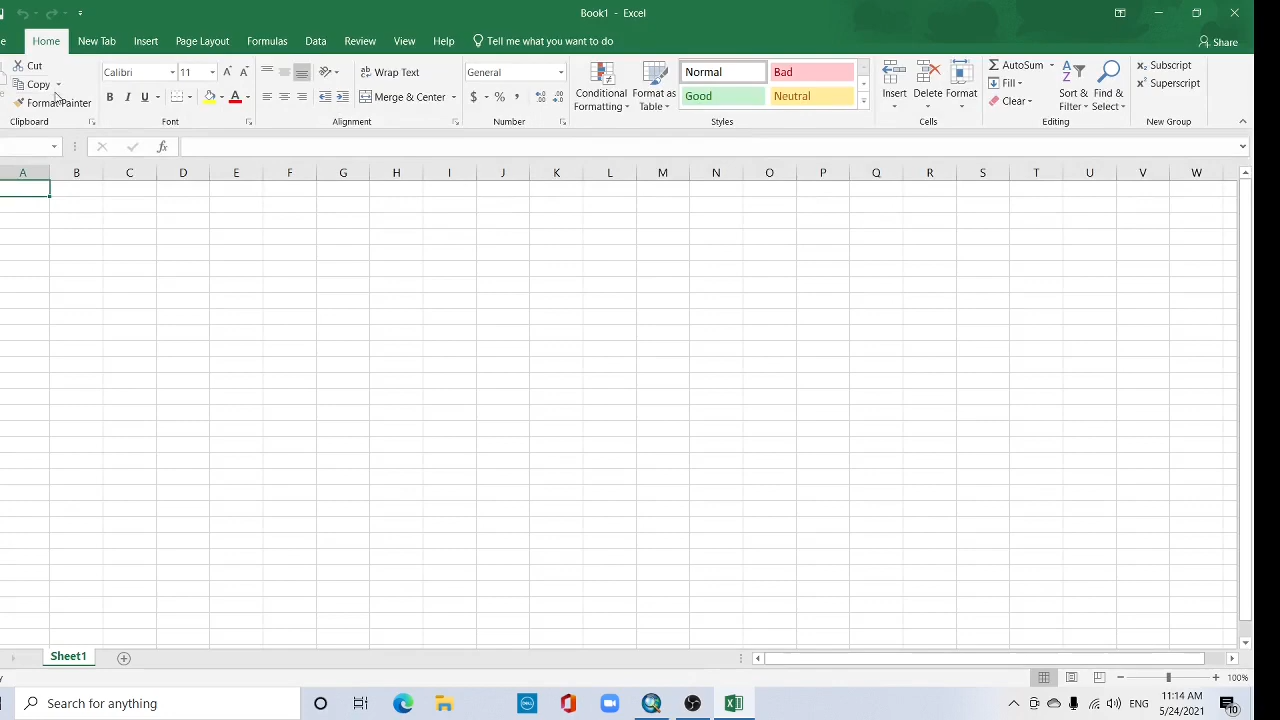 Book1 - Excel
Home New Tab Insert Page Layout Formulas Data Review View Help Tell me what you want to do Share
Cut
Copy
Format Painter
Calibri 11
B I U A
Wrap Text
Merge & Center
General
$ % ,
Conditional Formatting
Format as Table
Normal Bad
Good Neutral
Insert Delete Format
AutoSum
Fill
Clear
Sort & Filter
Find & Select
Subscript
Superscript
Clipboard Font Alignment Number Styles Cells Editing New Group
fx
A B C D E F G H I J K L M N O P Q R S T U V W
Sheet1
100%
Search for anything
DELL
ENG
11:14 AM
5/24/2021
10